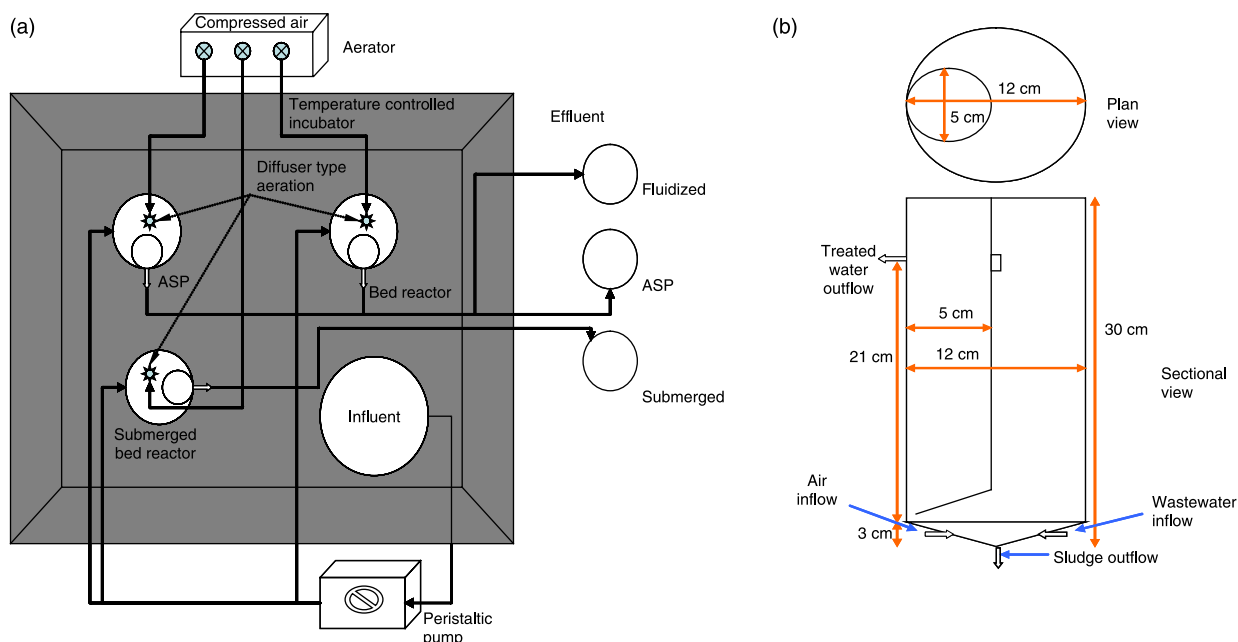 (a)
Compressed air
Aerator
Temperature controlled
incubator
Effluent
Diffuser type
aeration
Fluidized
ASP
Bed reactor
ASP
Submerged
Influent
Submerged
bed reactor
Peristaltic
pump
(b)
12 cm
5 cm
Plan
view
Treated
water
outflow
5 cm
12 cm
21 cm
30 cm
Sectional
view
Air
inflow
Wastewater
inflow
3 cm
Sludge outflow